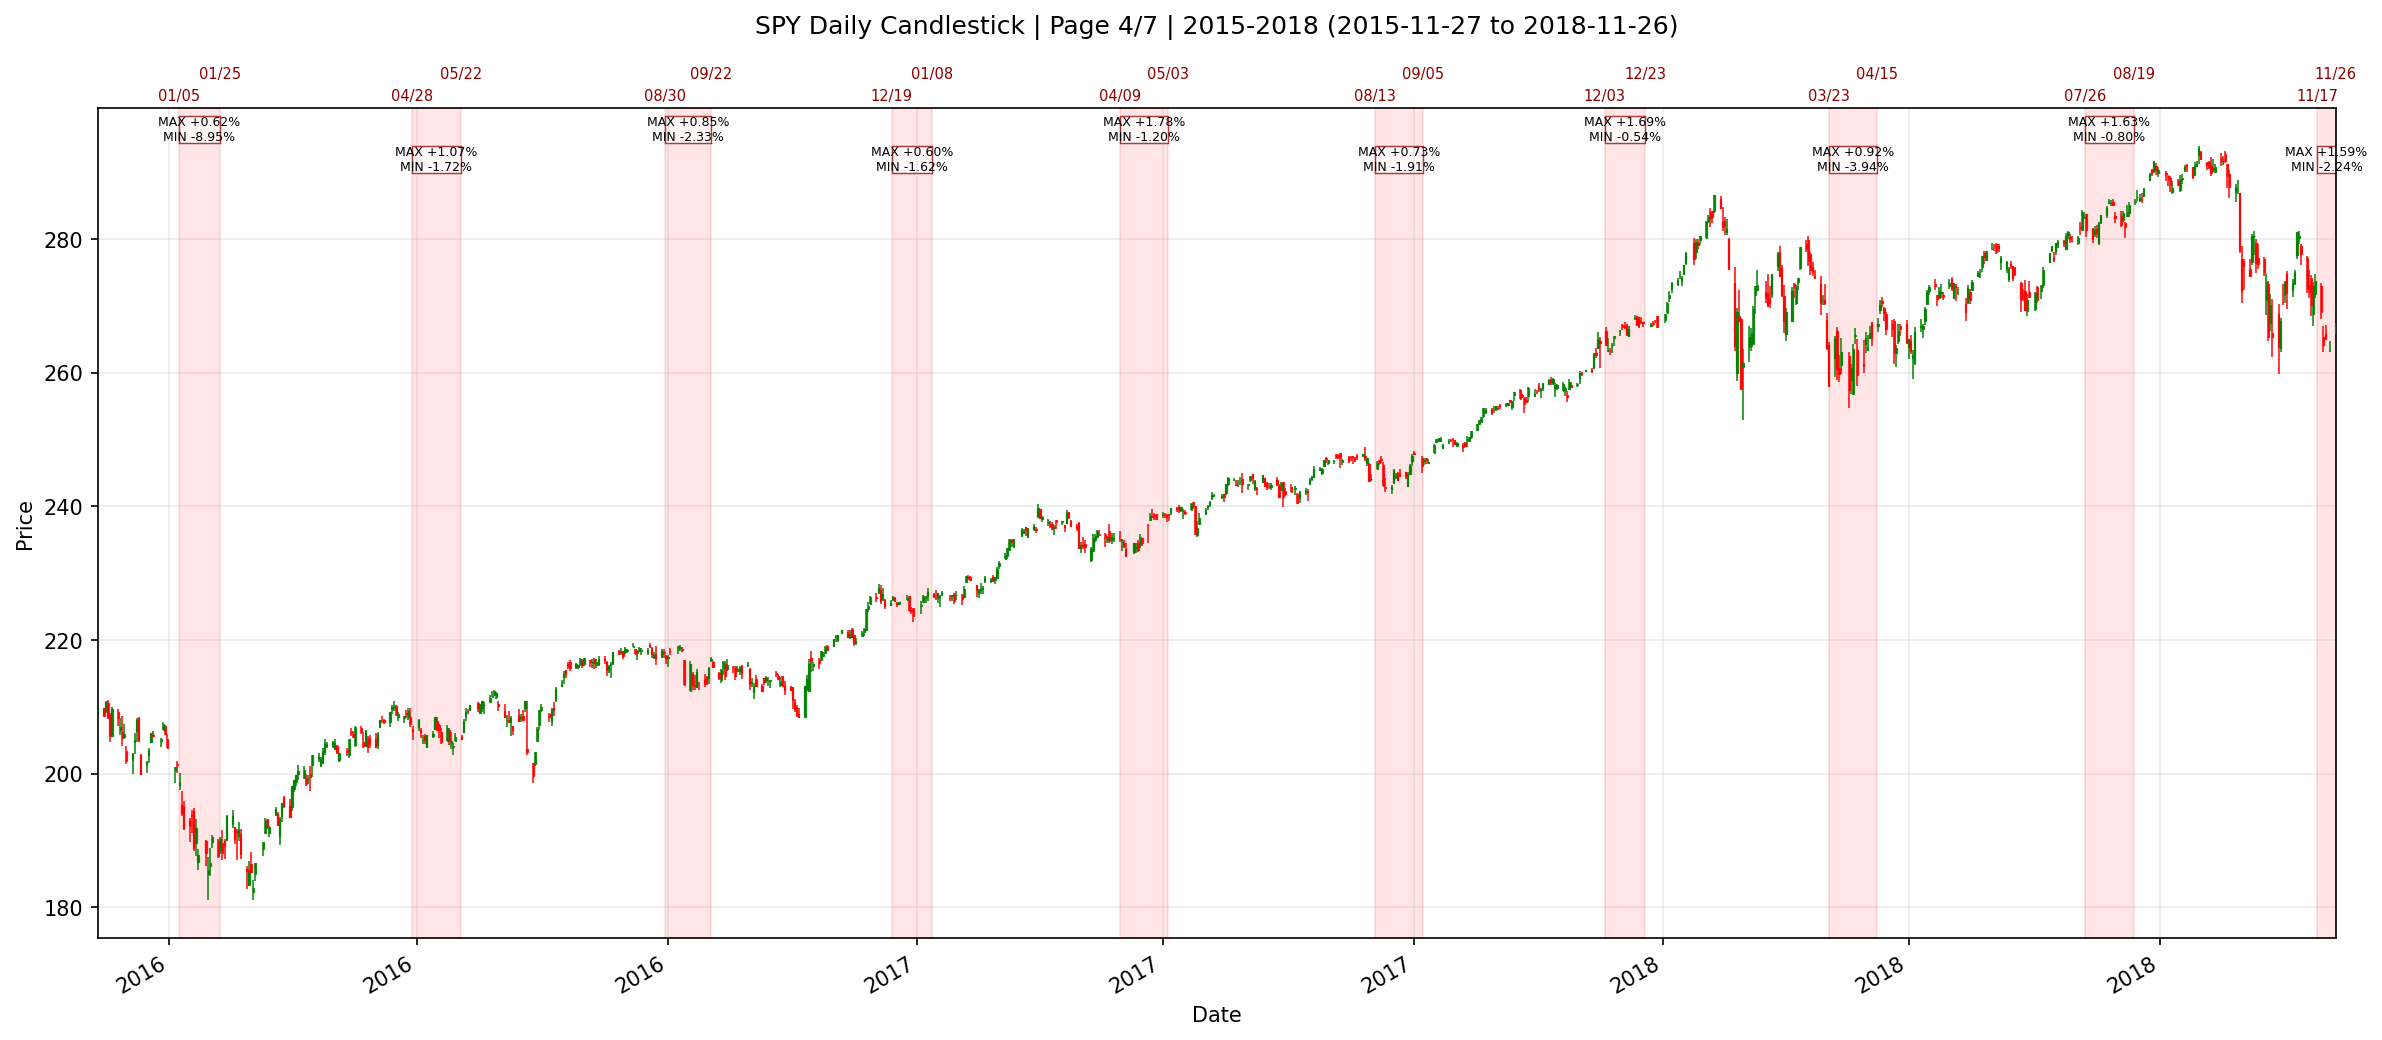 SPY Daily Candlestick | Page 4/7 | 2015-2018 (2015-11-27 to 2018-11-26)
01/25 05/22 09/22 01/08 05/03 09/05 12/23 04/15 08/19 11/26
01/05 04/28 08/30 12/19 04/09 08/13 12/03 03/23 07/26 11/17
MAX +0.62% MAX +0.85% MAX +1.78% MAX +1.69% MAX +1.63%
MIN -8.95% MIN -2.33% MIN -1.20% MIN -0.54% MIN -0.80%
MAX +1.07% MAX +0.60% MAX +0.73% MAX +0.92% MAX +1.59%
MIN -1.72% MIN -1.62% MIN -1.91% MIN -3.94% MIN -2.24%
280
260
240
220
200
180
Price
2016 2016 2016 2017 2017 2017 2018 2018 2018
Date